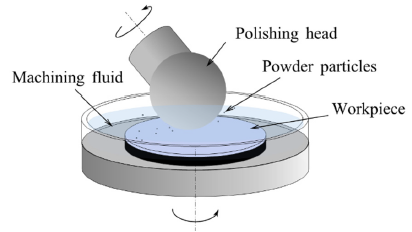 Polishing head
Powder particles
Machining fluid
Workpiece